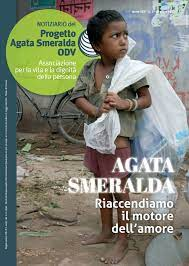 NOTIZIARIO del
Progetto
Agata Smeralda
ODV
Associazione
per la vita e la dignità
della persona
AGATA
SMERALDA
Riaccendiamo
il motore
dell'amore